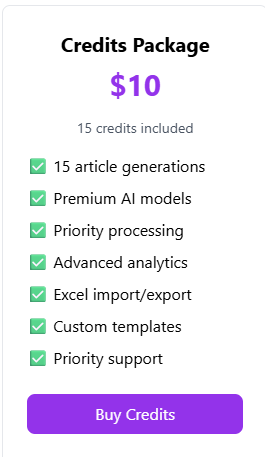 Credits Package
$10
15 credits included
✅ 15 article generations
✅ Premium AI models
✅ Priority processing
✅ Advanced analytics
✅ Excel import/export
✅ Custom templates
✅ Priority support
Buy Credits